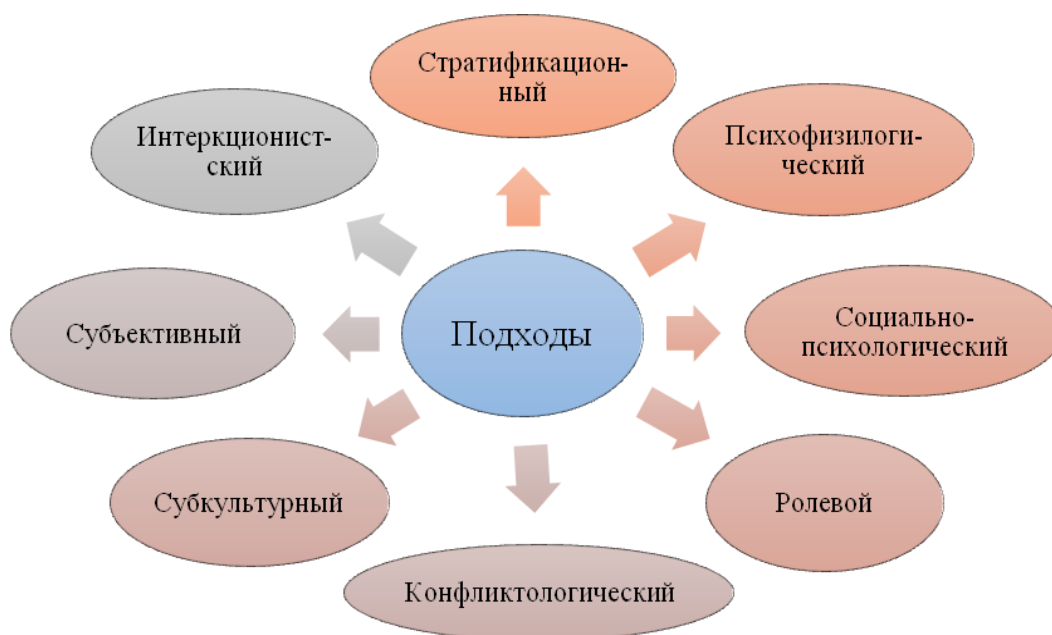 Стратификацион-
ный
Психофизилоги-
ческий
Социально-
психологический
Ролевой
Конфликтологический
Субкультурный
Субъективный
Интеркционист-
ский
Подходы